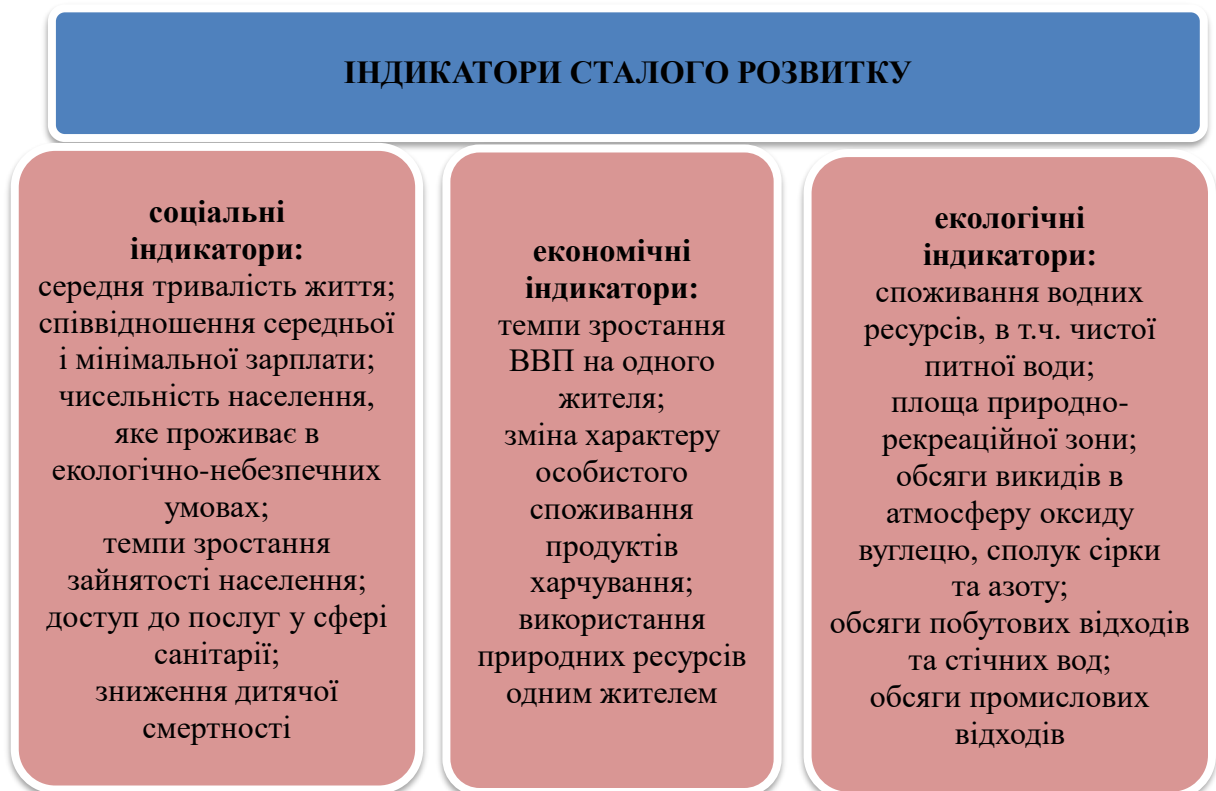 ІНДИКАТОРИ СТАЛОГО РОЗВИТКУ
соціальні
індикатори:
середня тривалість життя;
співвідношення середньої
і мінімальної зарплати;
чисельність населення,
яке проживає в
екологічно-небезпечних
умовах;
темпи зростання
зайнятості населення;
доступ до послуг у сфері
санітарії;
зниження дитячої
смертності
економічні
індикатори:
темпи зростання
ВВП на одного
жителя;
зміна характеру
особистого
споживання
продуктів
харчування;
використання
природних ресурсів
одним жителем
екологічні
індикатори:
споживання водних
ресурсів, в т.ч. чистої
питної води;
площа природно-
рекреаційної зони;
обсяги викидів в
атмосферу оксиду
вуглецю, сполук сірки
та азоту;
обсяги побутових відходів
та стічних вод;
обсяги промислових
відходів